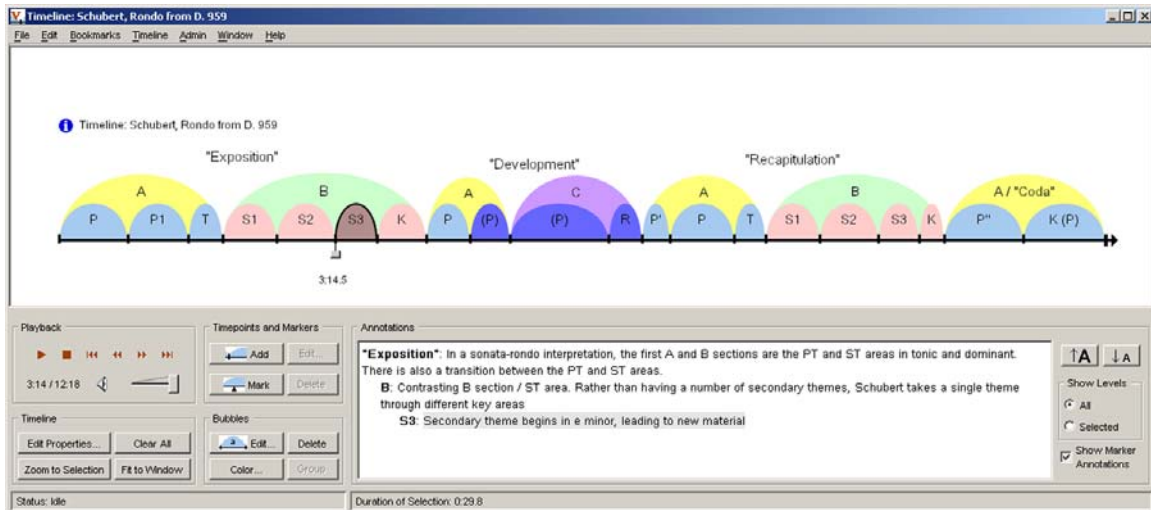 Timeline: Schubert, Rondo from D. 959
File Edit Bookmarks Timeline Admin Window Help
Timeline: Schubert, Rondo from D. 959
"Exposition" "Development" "Recapitulation"
A B A C A B A / "Coda"
P P1 T S1 S2 S3 K P (P) (P) R P' P T S1 S2 S3 K P" K (P)
3:14.5
Playback
3:14 / 12:18
Timepoints and Markers
Add Edit...
Mark Delete
Annotations
"Exposition": In a sonata-rondo interpretation, the first A and B sections are the PT and ST areas in tonic and dominant.
There is also a transition between the PT and ST areas.
B: Contrasting B section / ST area. Rather than having a number of secondary themes, Schubert takes a single theme
through different key areas
S3: Secondary theme begins in e minor, leading to new material
↑A ↓A
Show Levels
All
Selected
Show Marker
Annotations
Timeline
Edit Properties... Clear All
Zoom to Selection Fit to Window
Bubbles
3 Edit... Delete
Color... Group
Status: Idle
Duration of Selection: 0:29.8